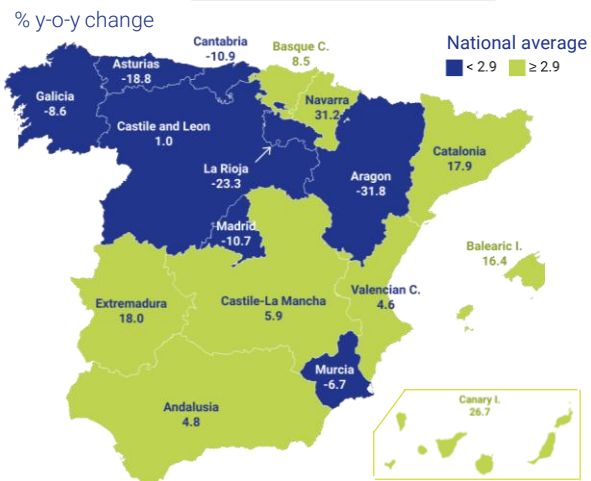 % y-o-y change
National average
< 2.9 ≥ 2.9
Cantabria
-10.9
Basque C.
8.5
Asturias
-18.8
Galicia
-8.6
Navarra
31.2
Castile and Leon
1.0
La Rioja
-23.3
Aragon
-31.8
Catalonia
17.9
Madrid
-10.7
Balearic I.
16.4
Extremadura
18.0
Castile-La Mancha
5.9
Valencian C.
4.6
Murcia
-6.7
Andalusia
4.8
Canary I.
26.7